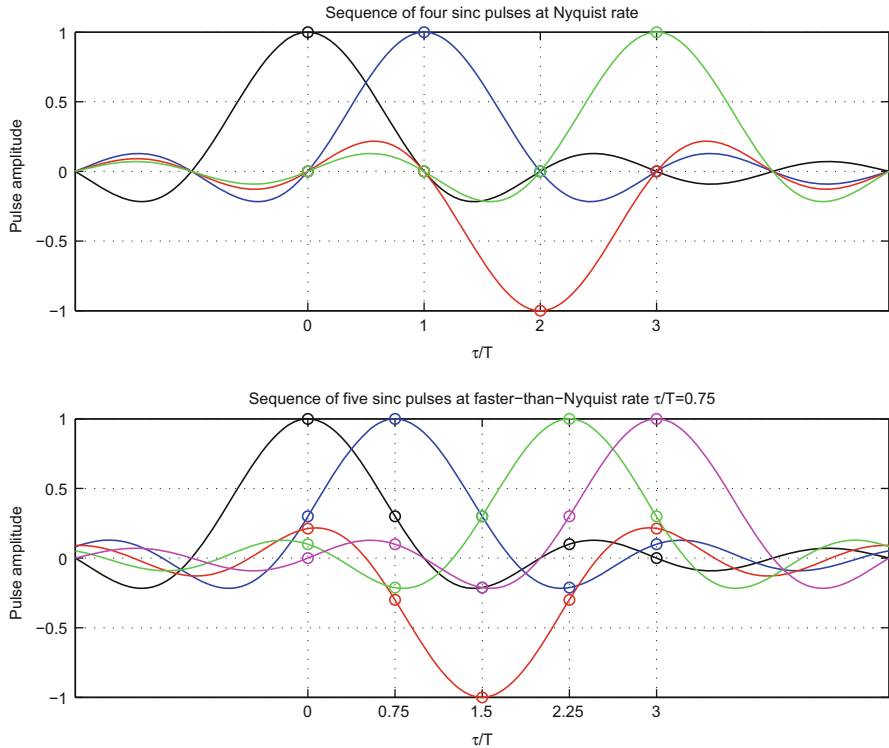 Sequence of four sinc pulses at Nyquist rate
1
0.5
0
−0.5
−1
Pulse amplitude
0 1 2 3
τ/T
Sequence of five sinc pulses at faster−than−Nyquist rate τ/T=0.75
1
0.5
0
−0.5
−1
Pulse amplitude
0 0.75 1.5 2.25 3
τ/T